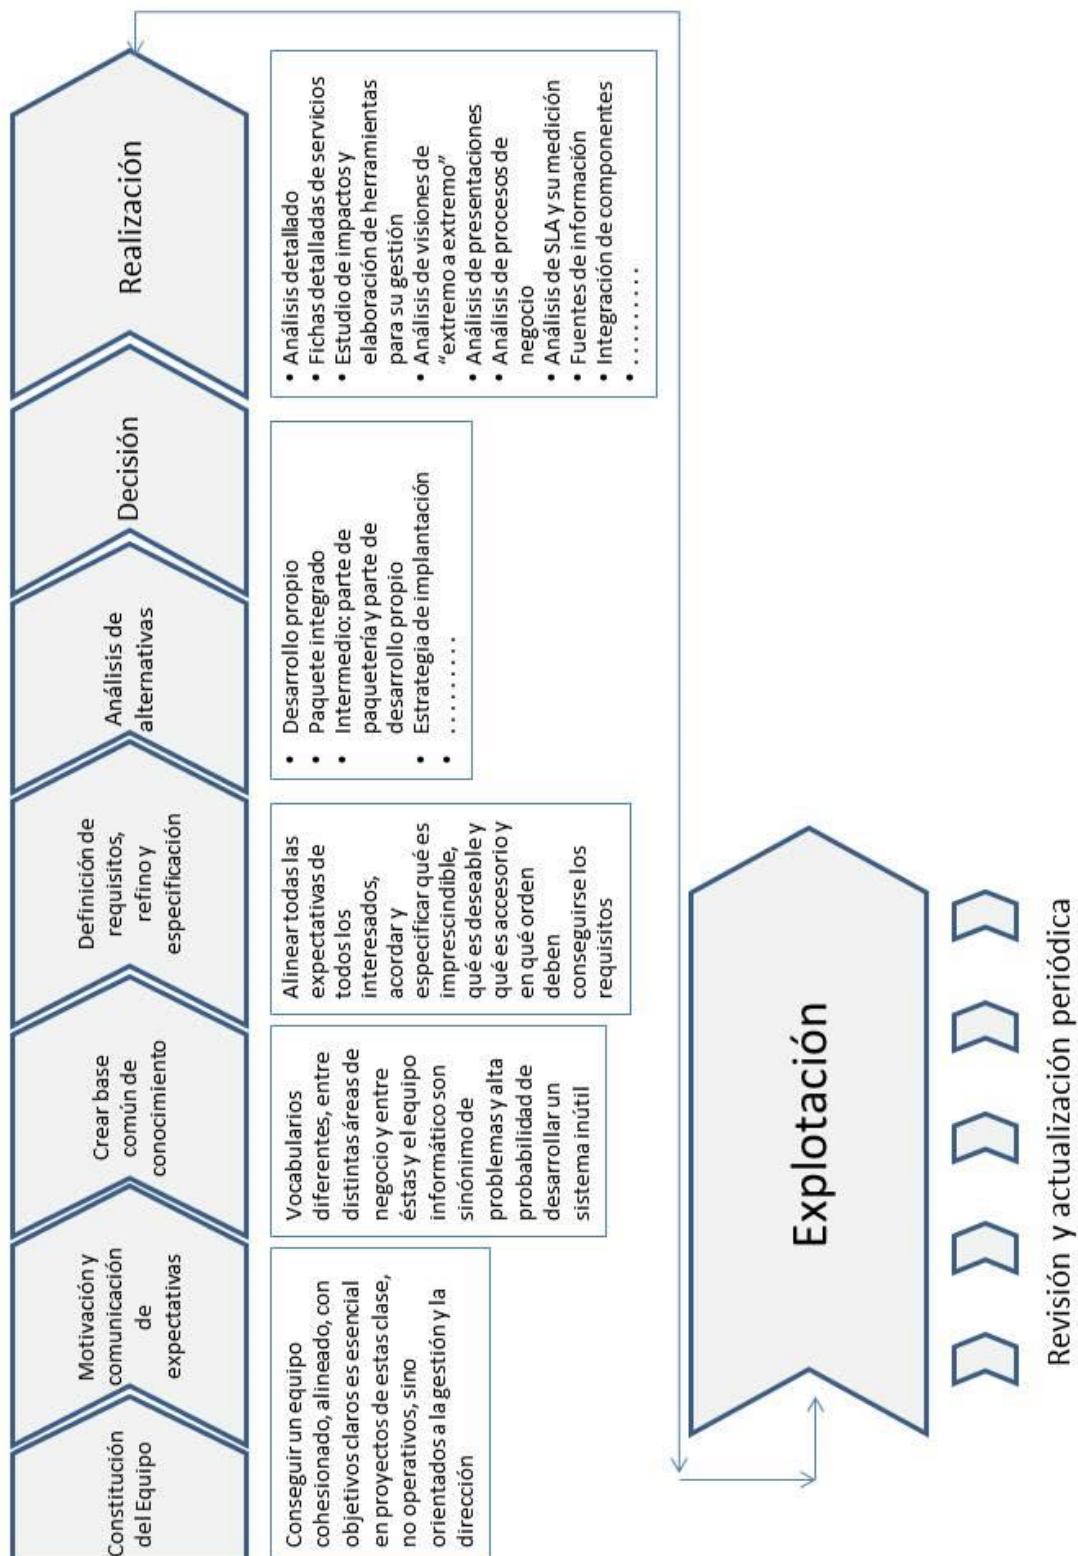 Constitución
del Equipo
Motivación y
comunicación
de
expectativas
Crear base
común de
conocimiento
Definición de
requisitos,
refino y
especificación
Análisis de
alternativas
Decisión
Realización
Conseguir un equipo
cohesionado, alineado, con
objetivos claros es esencial
en proyectos de estas clase,
no operativos, sino
orientados a la gestión y la
dirección
Vocabularios
diferentes, entre
distintas áreas de
negocio y entre
éstas y el equipo
informático son
sinónimo de
problemas y alta
probabilidad de
desarrollar un
sistema inútil
Alinear todas las
expectativas de
todos los
interesados,
acordar y
especificar qué es
imprescindible,
qué es deseable y
qué es accesorio y
en qué orden
deben
conseguirse los
requisitos
• Desarrollo propio
• Paquete integrado
• Intermedio: parte de
paquetería y parte de
desarrollo propio
• Estrategia de implantación
• . . . . . . . . .
• Análisis detallado
• Fichas detalladas de servicios
• Estudio de impactos y
elaboración de herramientas
para su gestión
• Análisis de visiones de
“extremo a extremo”
• Análisis de presentaciones
• Análisis de procesos de
negocio
• Análisis de SLA y su medición
• Fuentes de información
• Integración de componentes
• . . . . . . . . .
Explotación
Revisión y actualización periódica